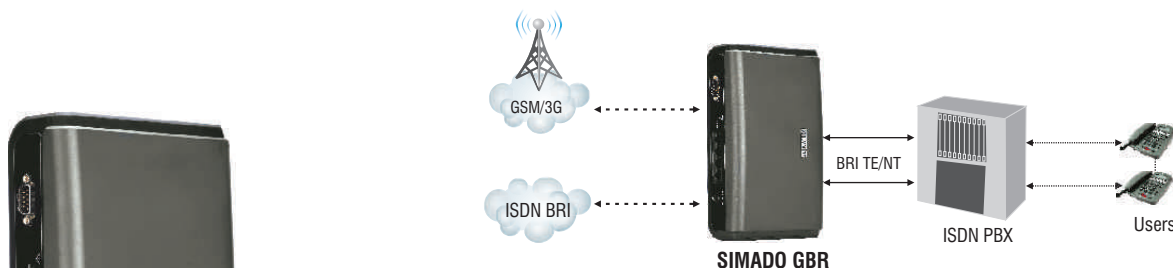 GSM/3G
BRI TE/NT
ISDN BRI
ISDN PBX
Users
SIMADO GBR